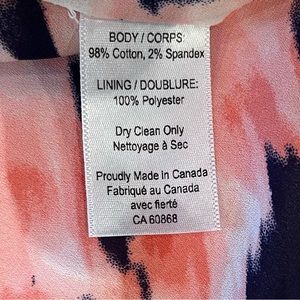 BODY / CORPS:
98% Cotton, 2% Spandex
LINING / DOUBLURE:
100% Polyester
Dry Clean Only
Nettoyage à Sec
Proudly Made in Canada
Fabriqué au Canada
avec fierté
CA 60868